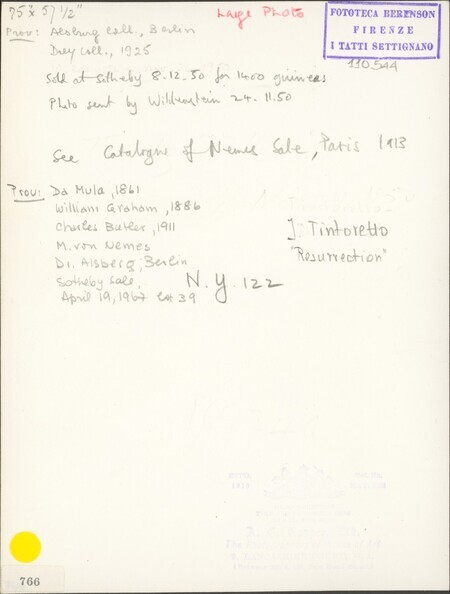 75 x 57 1/2"
Large Photo
FOTOTECA BERENSON
FIRENZE
I TATTI SETTIGNANO
110544
Prov: Alsberg Coll., Berlin
Coll., 1925
Sold at Sotheby 8.12.50 for 1400 guineas
Photo sent by Wildenstein 24.11.50
See Catalogue of Nemes Sale, Paris 1913
Prov: Da Mula, 1861
William Graham, 1886
Charles Butler, 1911
M. von Nemes
Dr. Alsberg, Berlin
Sotheby Sale,
April 19, 1967 lot 39
J. Tintoretto
"Resurrection"
N.Y. 122
766